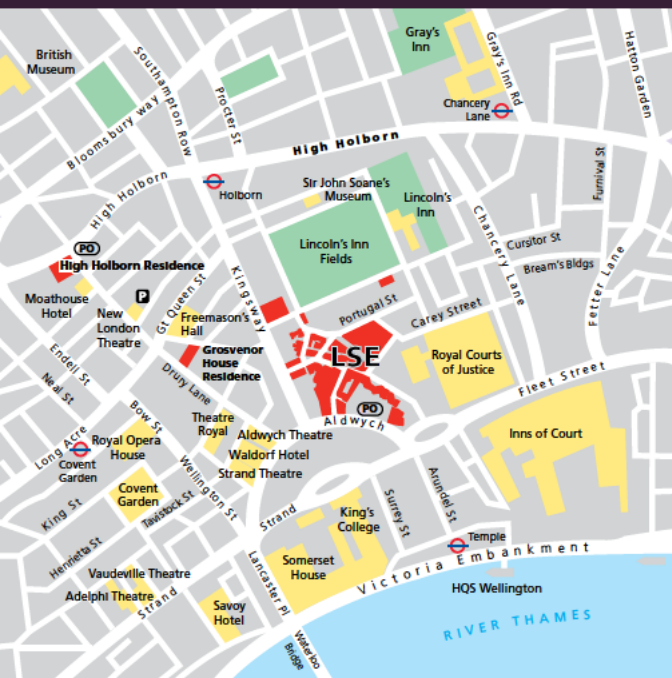 British
Museum
Southampton Row
Procter St
Gray's
Inn
Gray's Inn Rd
Hatton Garden
Bloomsbury way
Chancery
Lane
High Holborn
High Holborn
Holborn
Sir John Soane's
Museum
Lincoln's
Inn
Furnival St
Chancery Lane
Cursitor St
Bream's Bldgs
Fetter Lane
Lincoln's Inn
Fields
PO
High Holborn Residence
Kingsway
Moathouse
Hotel
P
New
London
Theatre
Gt Queen St
Freemason's
Hall
Portugal St
Carey Street
LSE
Royal Courts
of Justice
Grosvenor
House
Residence
Endell St
Neal St
Drury Lane
Fleet Street
PO
Aldwych
Bow St
Theatre
Royal
Aldwych Theatre
Waldorf Hotel
Strand Theatre
Inns of Court
Long Acre
Royal Opera
House
Covent
Garden
Covent
Garden
Wellington St
Tavistock St
King St
Strand
King's
College
Surrey St
Arundel St
Temple
Henrietta St
Vaudeville Theatre
Adelphi Theatre
Strand
Lancaster Pl
Somerset
House
Victoria Embankment
HQS Wellington
Savoy
Hotel
Waterloo
Bridge
RIVER THAMES